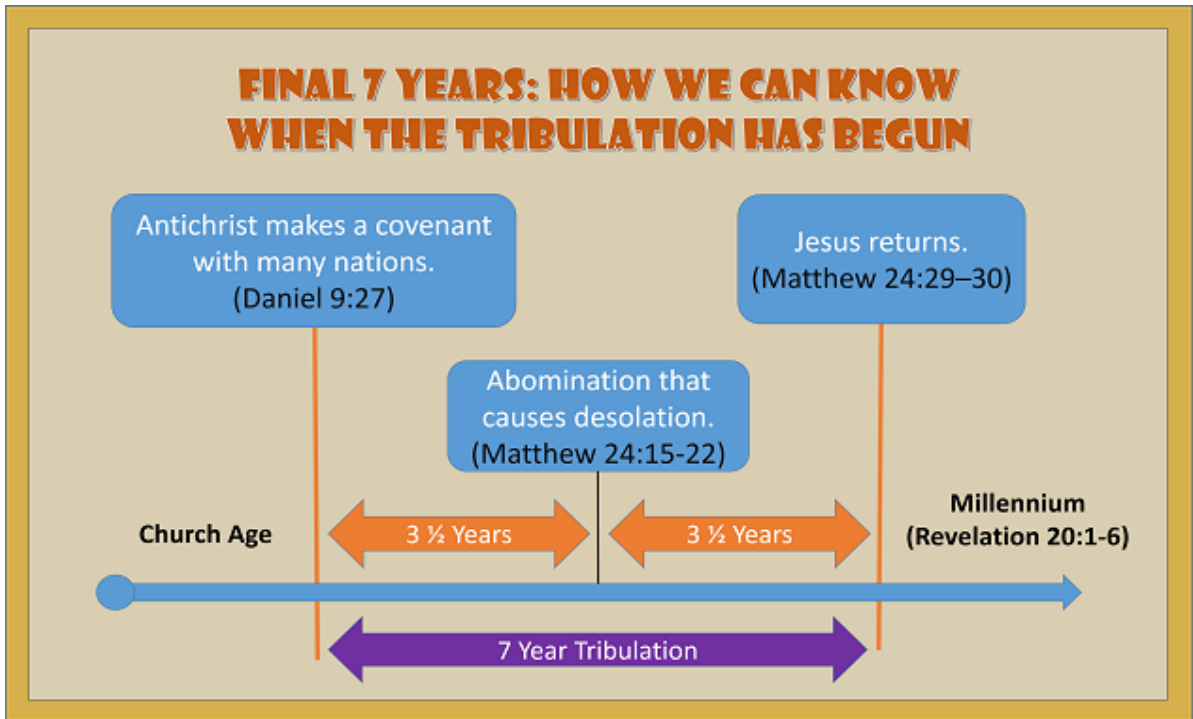 FINAL 7 YEARS: HOW WE CAN KNOW
WHEN THE TRIBULATION HAS BEGUN
Antichrist makes a covenant
with many nations.
(Daniel 9:27)
Jesus returns.
(Matthew 24:29–30)
Abomination that
causes desolation.
(Matthew 24:15-22)
Church Age
3 ½ Years
3 ½ Years
Millennium
(Revelation 20:1-6)
7 Year Tribulation